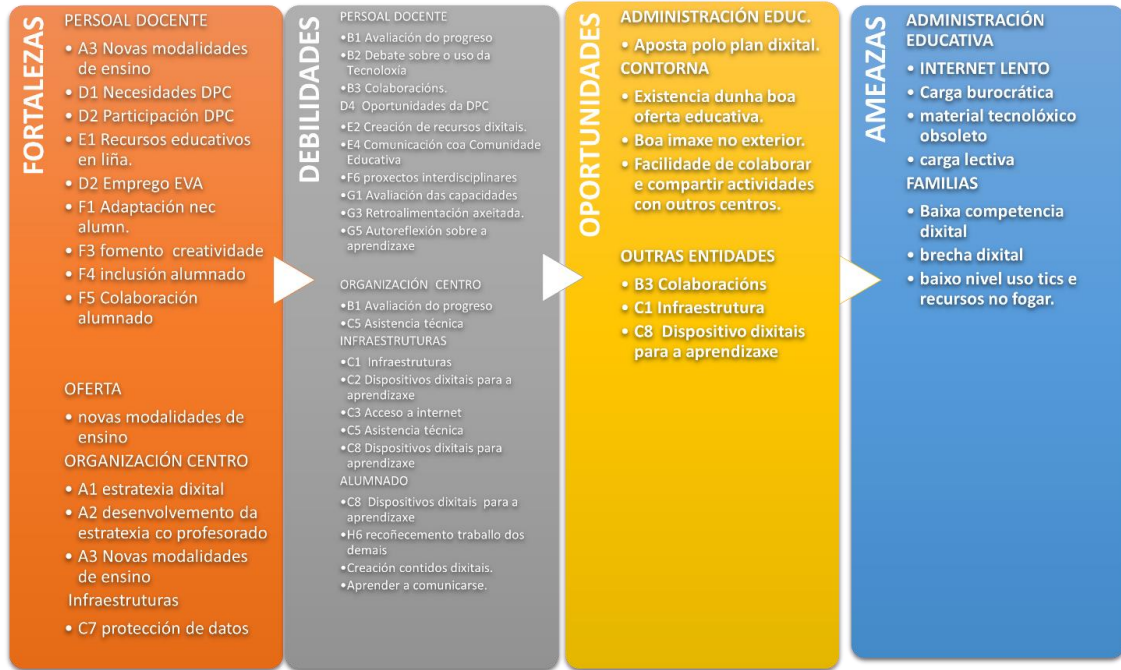 FORTALEZAS
PERSOAL DOCENTE
• A3 Novas modalidades
de ensino
• D1 Necesidades DPC
• D2 Participación DPC
• E1 Recursos educativos
en liña.
• D2 Emprego EVA
• F1 Adaptación nec
alumn.
• F3 fomento creatividade
• F4 inclusión alumnado
• F5 Colaboración
alumnado
OFERTA
• novas modalidades de
ensino
ORGANIZACIÓN CENTRO
• A1 estratexia dixital
• A2 desenvolvemento da
estratexia co profesorado
• A3 Novas modalidades
de ensino
Infraestruturas
• C7 protección de datos
DEBILIDADES
PERSOAL DOCENTE
•B1 Avaliación do progreso
•B2 Debate sobre o uso da
Tecnoloxía
•B3 Colaboracións.
D4 Oportunidades da DPC
•E2 Creación de recursos dixitais.
•E4 Comunicación coa Comunidade
Educativa
•F6 proxectos interdisciplinares
•G1 Avaliación das capacidades
•G3 Retroalimentación axeitada.
•G5 Autoreflexión sobre a
aprendizaxe
ORGANIZACIÓN CENTRO
•B1 Avaliación do progreso
•C5 Asistencia técnica
INFRAESTRUTURAS
•C1 Infraestruturas
•C2 Dispositivos dixitais para a
aprendizaxe
•C3 Acceso a internet
•C5 Asistencia técnica
•C8 Dispositivos dixitais para
aprendizaxe
ALUMNADO
•C8 Dispositivos dixitais para a
aprendizaxe
•H6 recoñecemento traballo dos
demais
•Creación contidos dixitais.
•Aprender a comunicarse.
OPORTUNIDADES
ADMINISTRACIÓN EDUC.
• Aposta polo plan dixital.
CONTORNA
• Existencia dunha boa
oferta educativa.
• Boa imaxe no exterior.
• Facilidade de colaborar
e compartir actividades
con outros centros.
OUTRAS ENTIDADES
• B3 Colaboracións
• C1 Infraestrutura
• C8 Dispositivo dixitais
para a aprendizaxe
AMEAZAS
ADMINISTRACIÓN
EDUCATIVA
• INTERNET LENTO
• Carga burocrática
• material tecnolóxico
obsoleto
• carga lectiva
FAMILIAS
• Baixa competencia
dixital
• brecha dixital
• baixo nivel uso tics e
recursos no fogar.